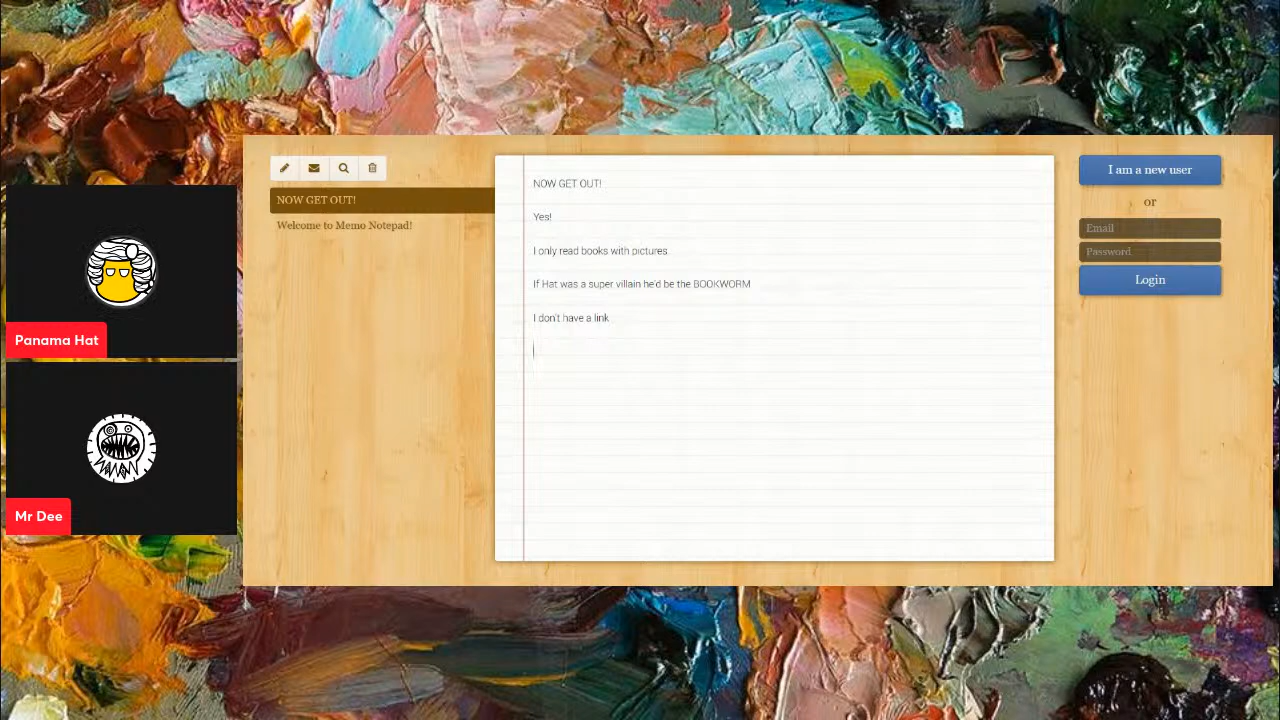 NOW GET OUT!
Welcome to Memo Notepad!
NOW GET OUT!
Yes!
I only read books with pictures
If Hat was a super villain he'd be the BOOKWORM
I don't have a link
I am a new user
or
Email
Password
Login
Panama Hat
Mr Dee